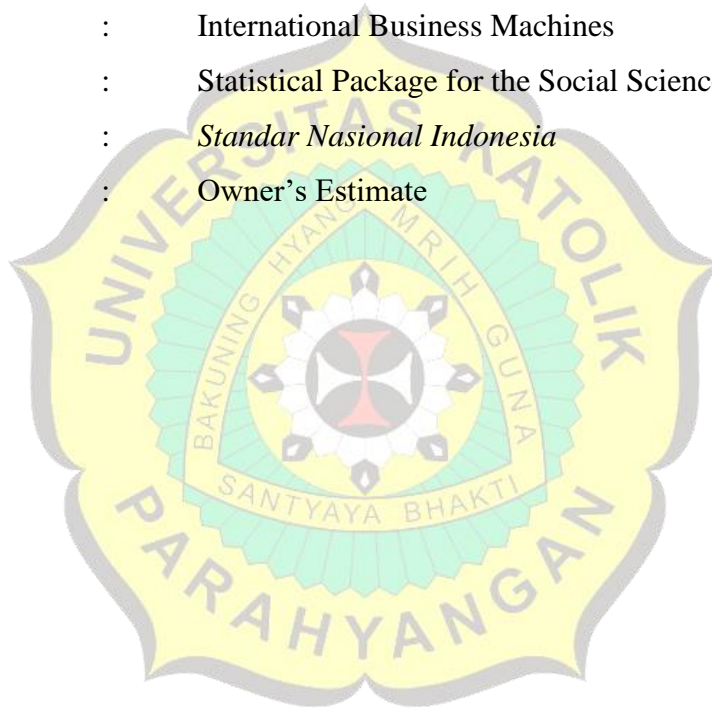 : International Business Machines
: Statistical Package for the Social Scienc
: Standar Nasional Indonesia
: Owner's Estimate
UNIVERSITAS KATOLIK
PARAHYANGAN
BAKUNING HYANG MRIH GUNA
SANTYAYA BHAKTI